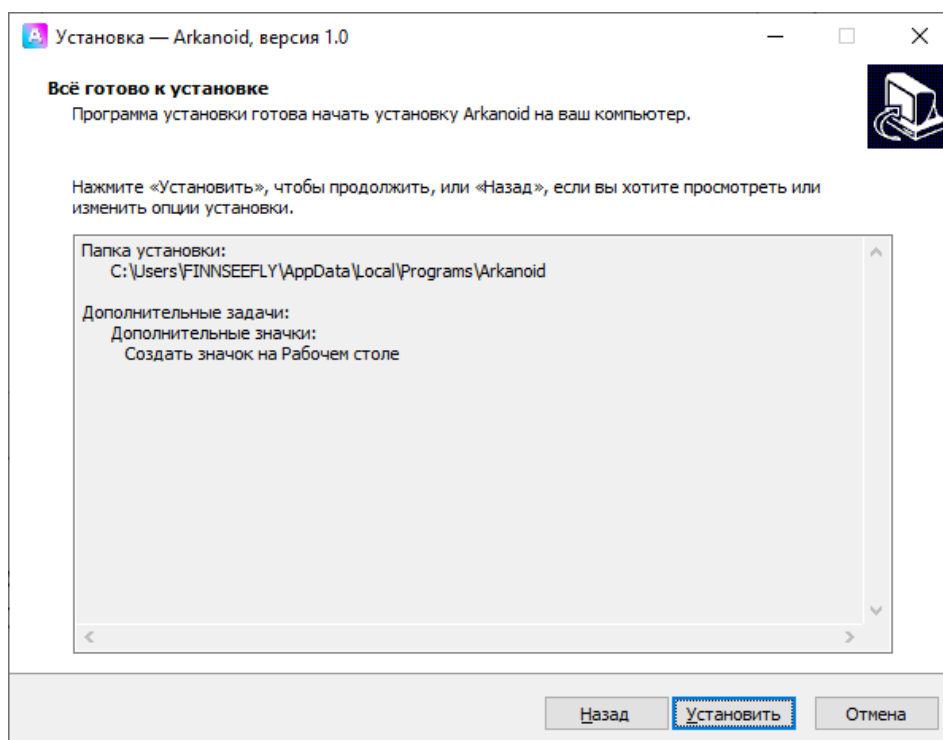 Установка — Arkanoid, версия 1.0
Всё готово к установке
Программа установки готова начать установку Arkanoid на ваш компьютер.
Нажмите «Установить», чтобы продолжить, или «Назад», если вы хотите просмотреть или
изменить опции установки.
Папка установки:
C:\Users\FINNSEEFLY\AppData\Local\Programs\Arkanoid
Дополнительные задачи:
Дополнительные значки:
Создать значок на Рабочем столе
Назад Установить Отмена